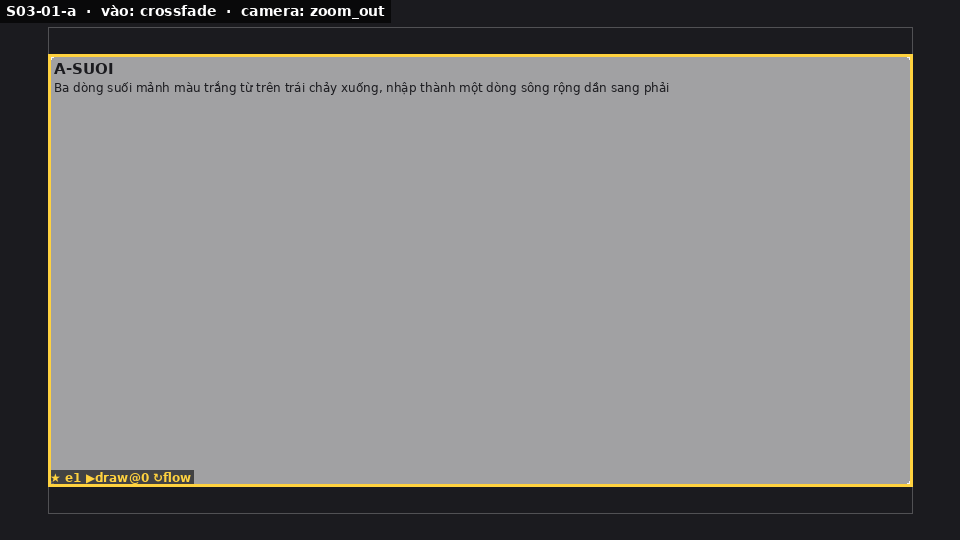 S03-01-a · vào: crossfade · camera: zoom_out
A-SUOI
Ba dòng suối mảnh màu trắng từ trên trái chảy xuống, nhập thành một dòng sông rộng dần sang phải
★ e1 ▶draw@0 ↻flow